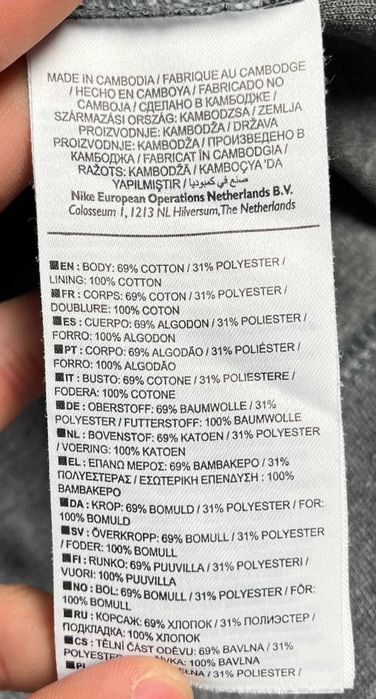 MADE IN CAMBODIA / FABRIQUE AU CAMBODGE
/ HECHO EN CAMBOYA / FABRICADO NO
CAMBOJA / СДЕЛАНО В КАМБОДЖЕ /
SZÁRMAZÁSI ORSZÁG: KAMBODZSA / ZEMLJA
PROIZVODNJE: KAMBODŽA / DRŽAVA
PROIZVODNJE: KAMBODŽA / ПРОИЗВЕДЕНО В
КАМБОДЖА / FABRICAT ÎN CAMBODGIA /
RAŽOTS: KAMBODŽĀ / KAMBOÇYA 'DA
YAPILMIŞTIR / صنع في كمبوديا
Nike European Operations Netherlands B.V.
Colosseum 1, 1213 NL Hilversum, The Netherlands
EN : BODY: 69% COTTON / 31% POLYESTER /
LINING: 100% COTTON
FR : CORPS: 69% COTON / 31% POLYESTER /
DOUBLURE: 100% COTON
ES : CUERPO: 69% ALGODON / 31% POLIESTER /
FORRO: 100% ALGODON
PT : CORPO: 69% ALGODÃO / 31% POLIÉSTER /
FORRO: 100% ALGODÃO
IT : BUSTO: 69% COTONE / 31% POLIESTERE /
FODERA: 100% COTONE
DE : OBERSTOFF: 69% BAUMWOLLE / 31%
POLYESTER / FUTTERSTOFF: 100% BAUMWOLLE
NL : BOVENSTOF: 69% KATOEN / 31% POLYESTER
/ VOERING: 100% KATOEN
EL : ΕΠΑΝΩ ΜΕΡΟΣ: 69% ΒΑΜΒΑΚΕΡΟ / 31%
ΠΟΛΥΕΣΤΕΡΑΣ / ΕΣΩΤΕΡΙΚΗ ΕΠΕΝΔΥΣΗ : 100%
ΒΑΜΒΑΚΕΡΟ
DA : KROP: 69% BOMULD / 31% POLYESTER / FOR:
100% BOMULD
SV : ÖVERKROPP: 69% BOMULL / 31% POLYESTER
/ FODER: 100% BOMULL
FI : RUNKO: 69% PUUVILLA / 31% POLYESTERI /
VUORI: 100% PUUVILLA
NO : BOL: 69% BOMULL / 31% POLYESTER / FÔR:
100% BOMULL
RU : КОРСАЖ: 69% ХЛОПОК / 31% ПОЛИЭСТЕР /
ПОДКЛАДКА: 100% ХЛОПОК
CS : TĚLNÍ ČÁST ODĚVU: 69% BAVLNA / 31%
100% BAVLNA
31% POLIESTER /